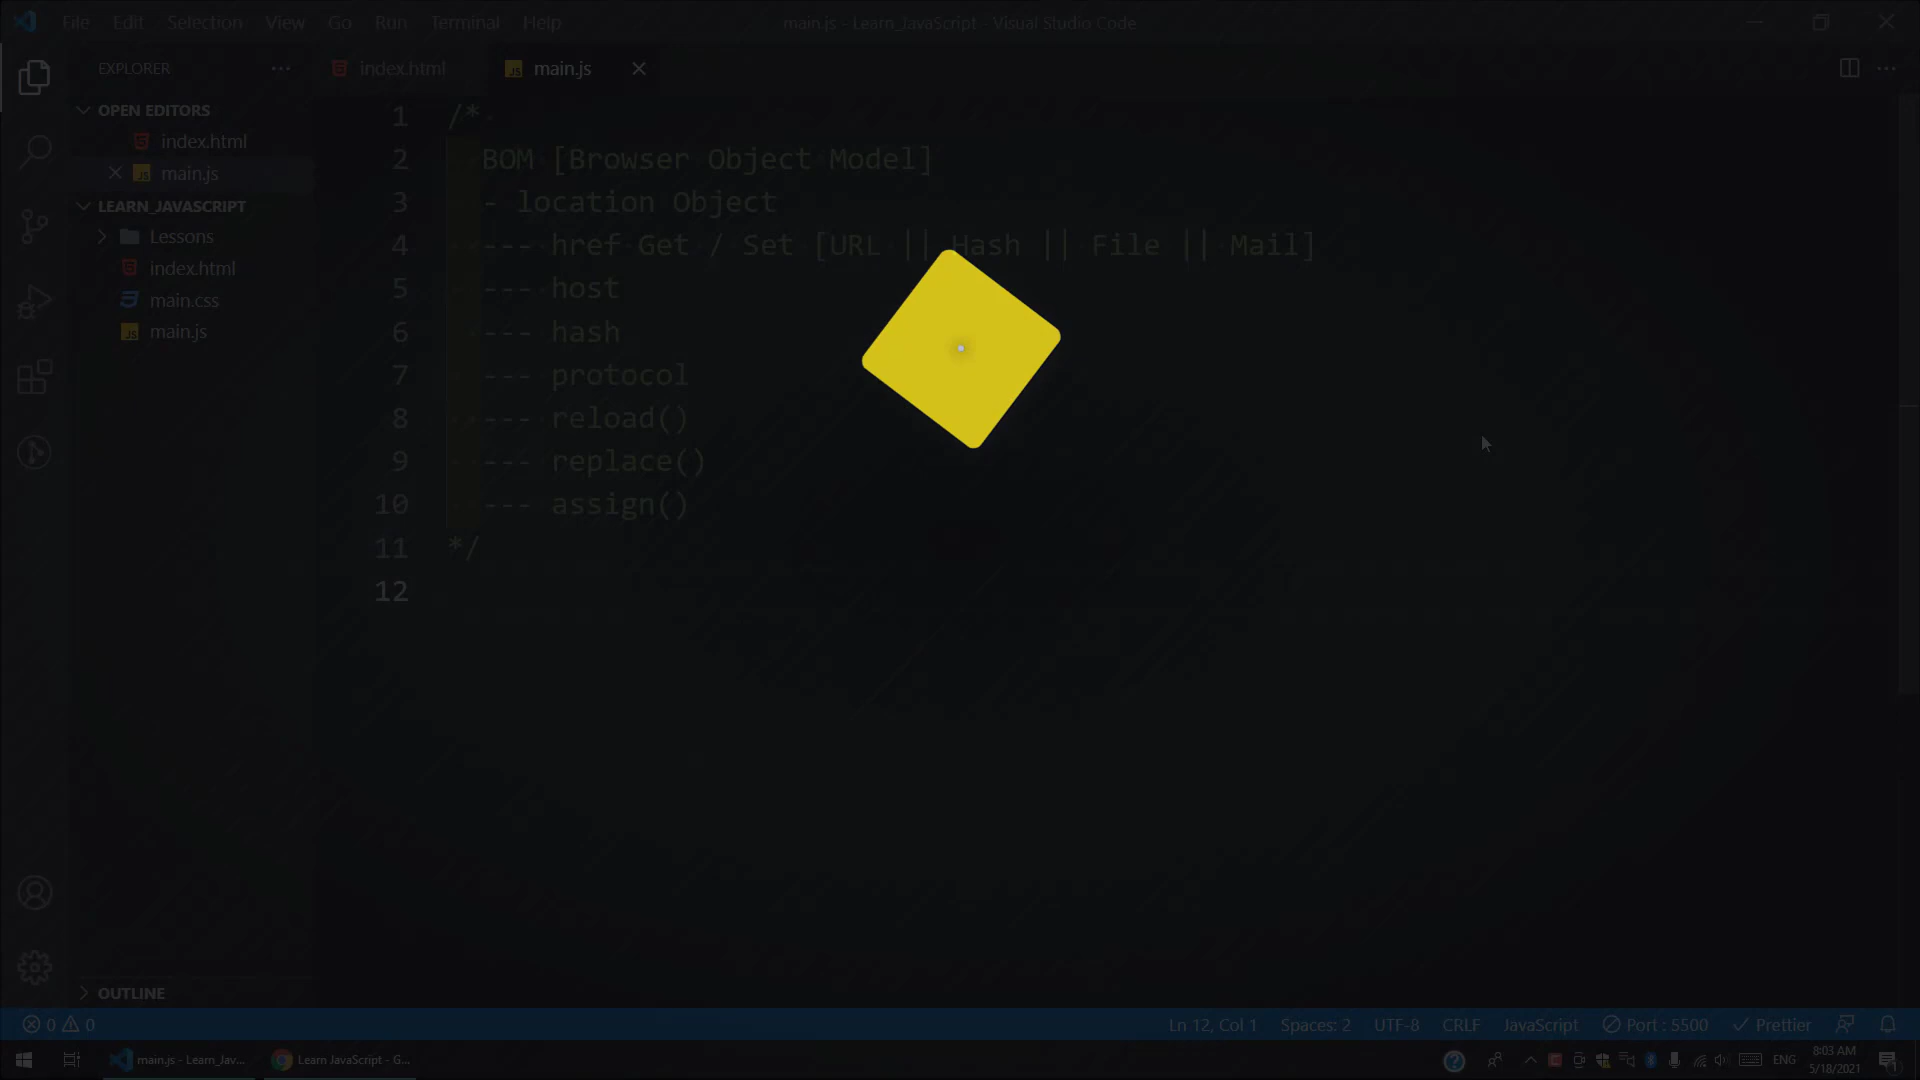 File Edit Selection View Go Run Terminal Help
main.js - Learn_JavaScript - Visual Studio Code
EXPLORER
index.html
main.js
OPEN EDITORS
index.html
main.js
LEARN_JAVASCRIPT
Lessons
index.html
main.css
main.js
OUTLINE
1 /*
2 BOM [Browser Object Model]
3 - location Object
4 --- href Get / Set [URL || Hash || File || Mail]
5 --- host
6 --- hash
7 --- protocol
8 --- reload()
9 --- replace()
10 --- assign()
11 */
12
0 0
Ln 12, Col 1 Spaces: 2 UTF-8 CRLF JavaScript Port : 5500 Prettier
main.js - Learn_Jav...
Learn JavaScript - G...
ENG
8:03 AM
5/18/2021